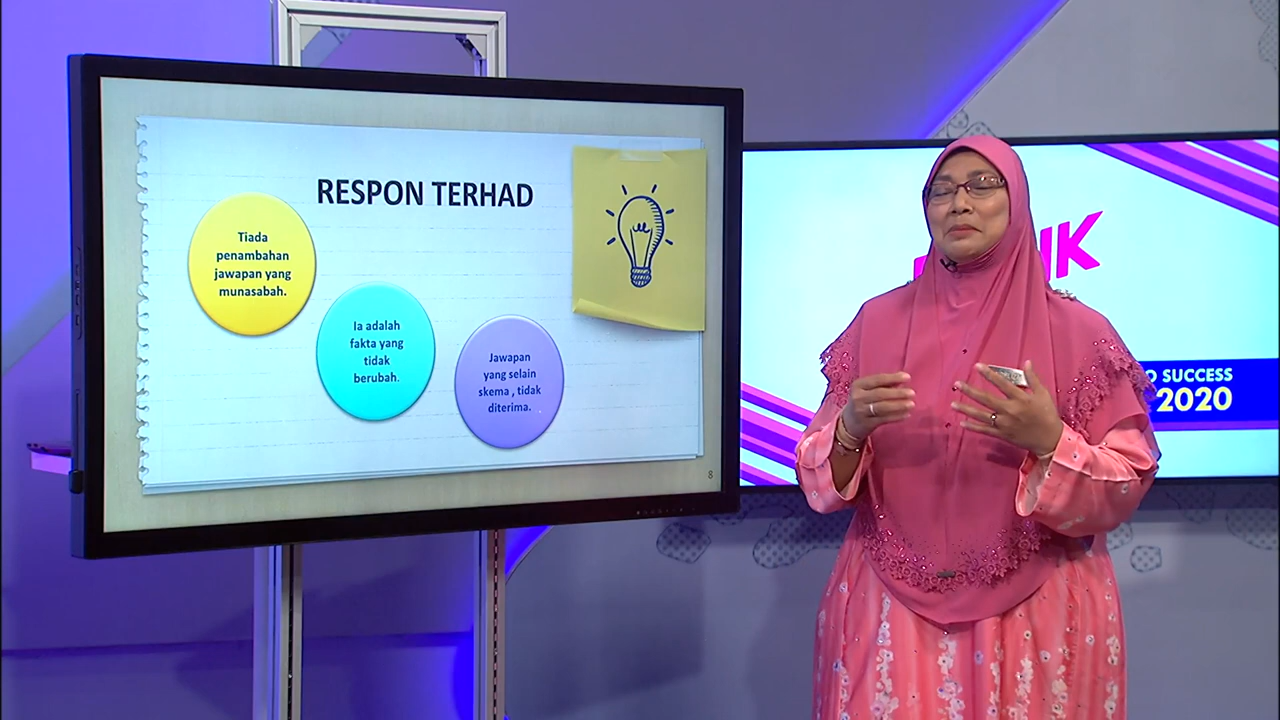 RESPON TERHAD
Tiada
penambahan
jawapan yang
munasabah.
Ia adalah
fakta yang
tidak
berubah.
Jawapan
yang selain
skema , tidak
diterima.
8
SUCCESS
2020